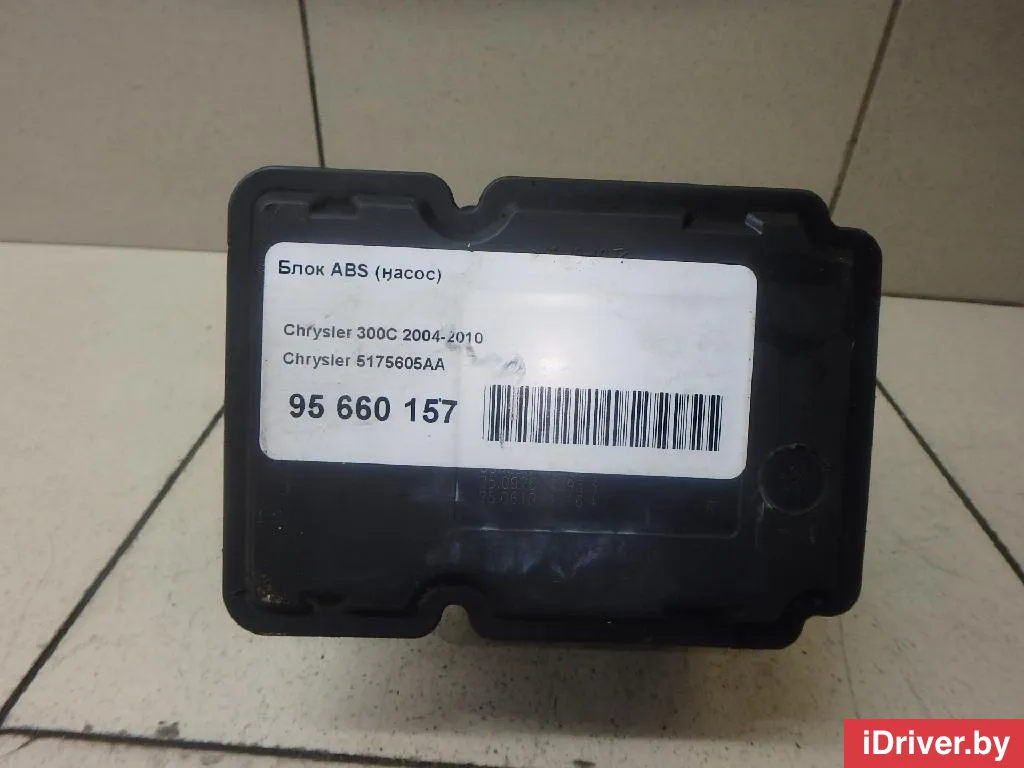 Блок ABS (насос)
Chrysler 300C 2004-2010
Chrysler 5175605AA
95 660 157
iDriver.by